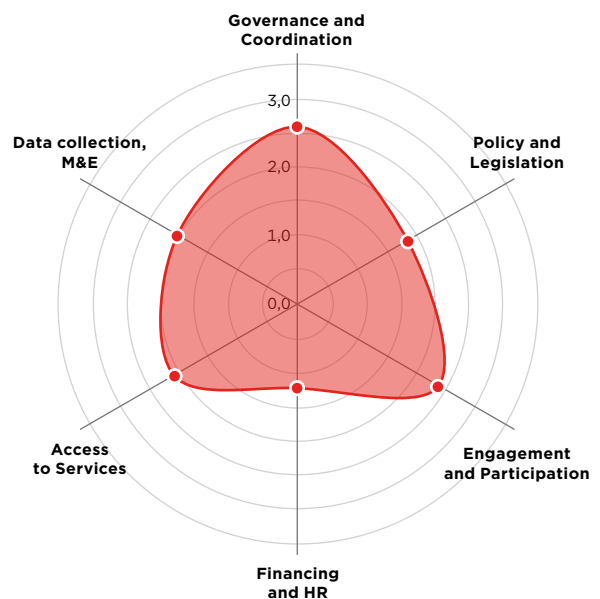 Governance and
Coordination
3,0
Data collection,
M&E
Policy and
Legislation
2,0
1,0
0,0
Access
to Services
Engagement
and Participation
Financing
and HR